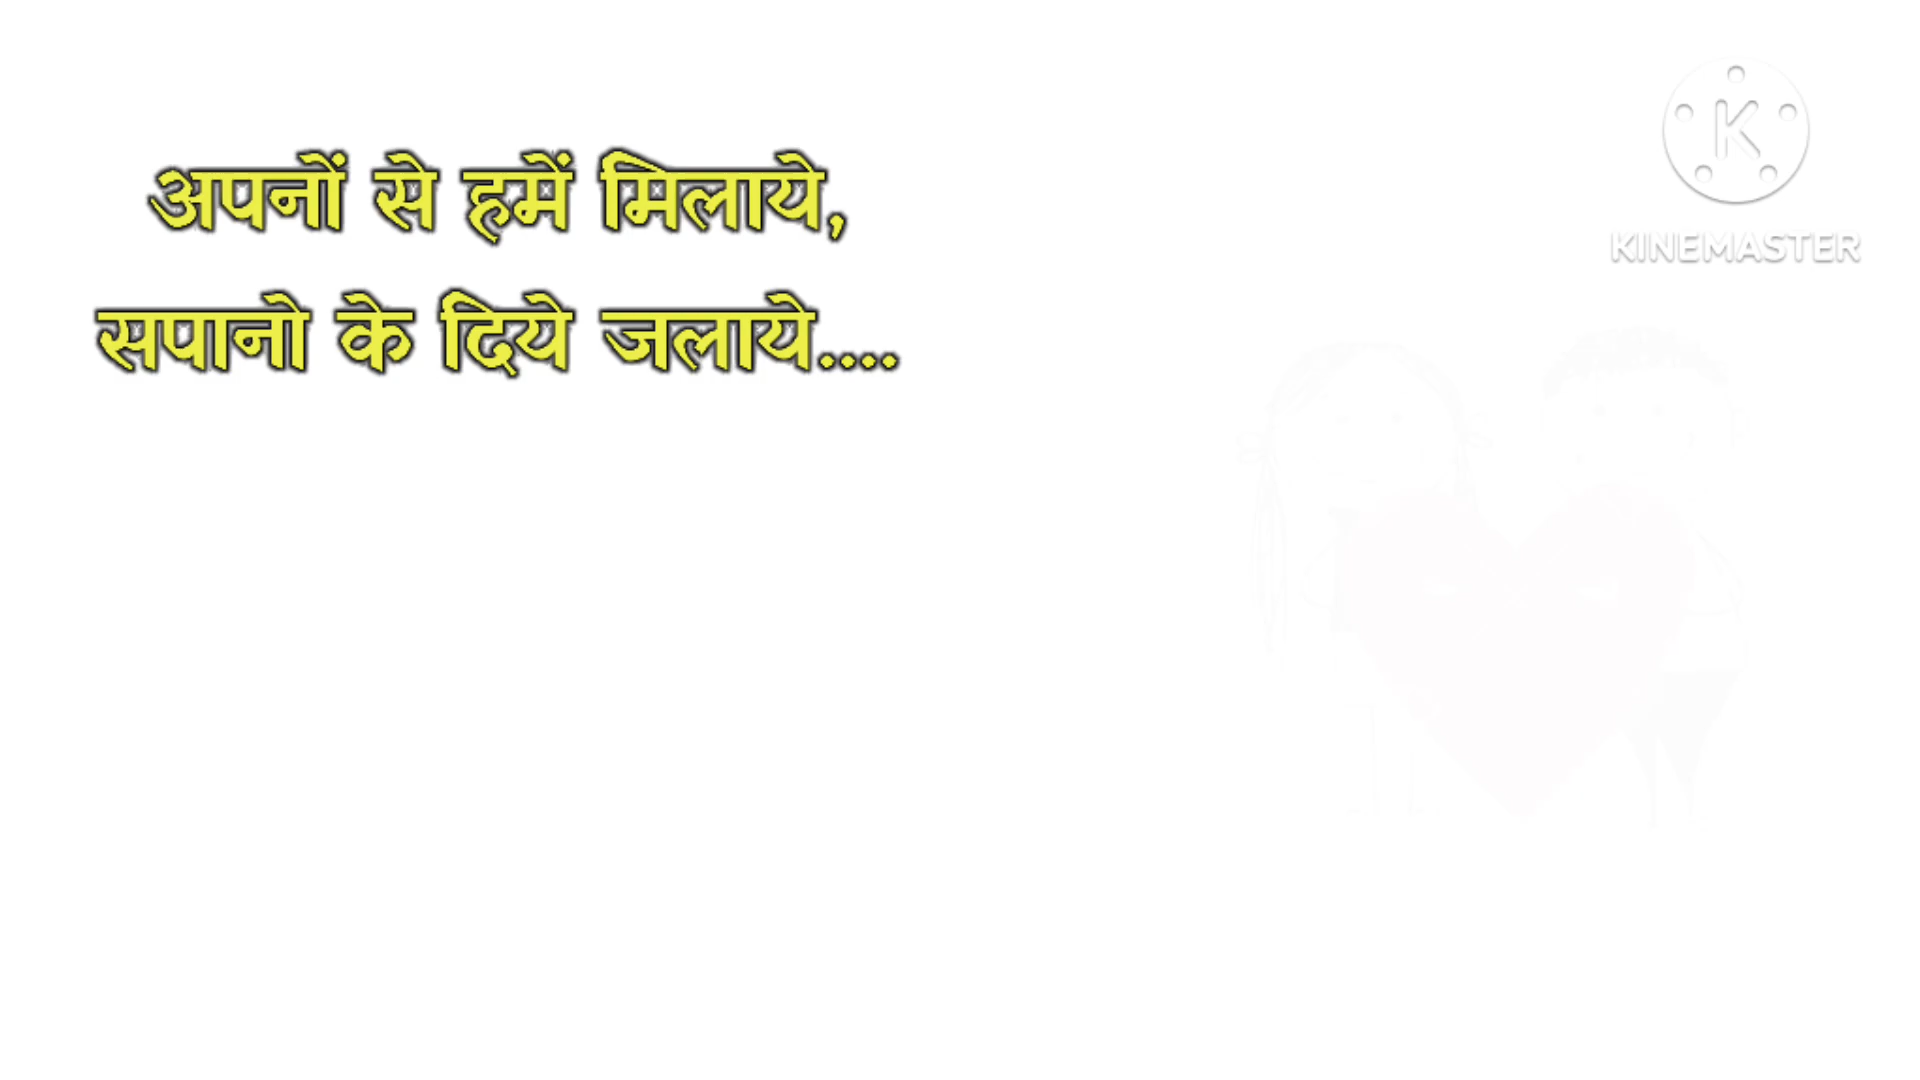 अपनों से हमें मिलाये,
सपानो के दिये जलाये....
K
KINEMASTER